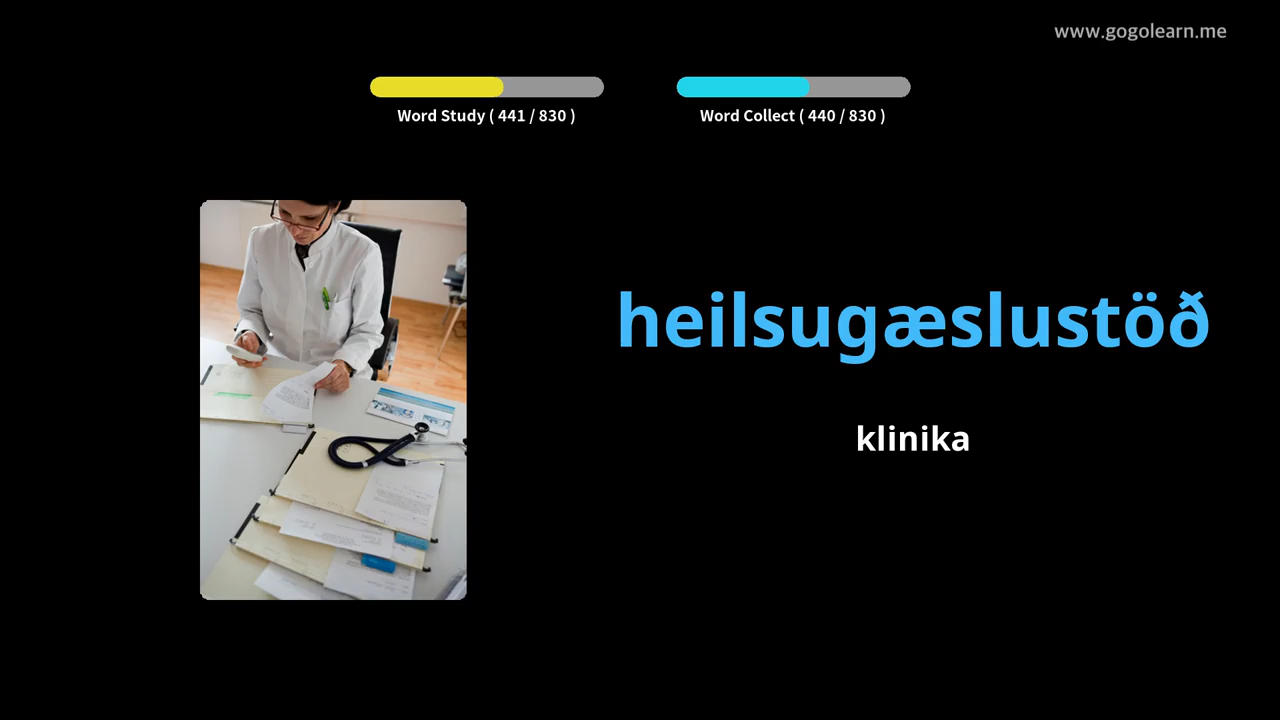 www.gogolearn.me
Word Study ( 441 / 830 )
Word Collect ( 440 / 830 )
heilsugæslustöð
klinika